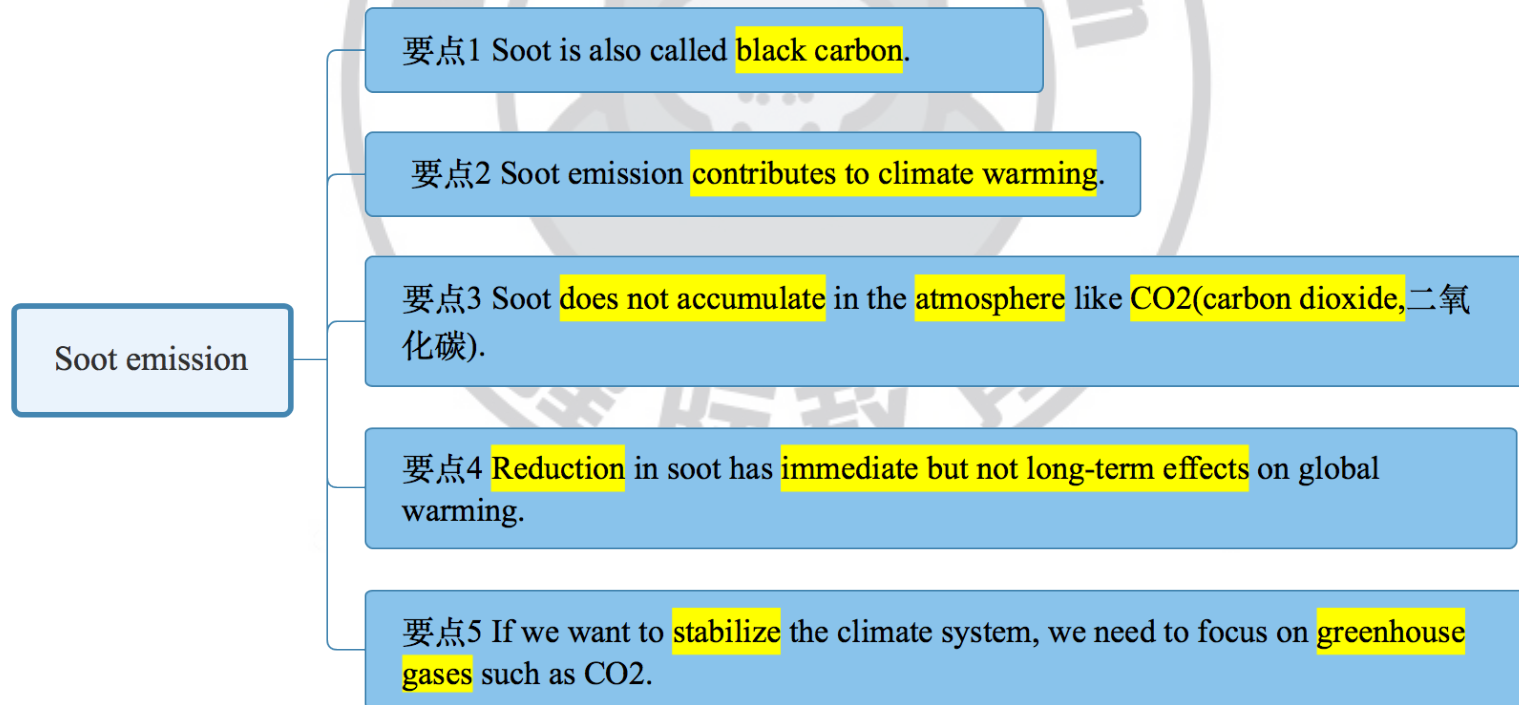 要点1 Soot is also called black carbon.
要点2 Soot emission contributes to climate warming.
要点3 Soot does not accumulate in the atmosphere like CO2(carbon dioxide,二氧
化碳).
Soot emission
要点4 Reduction in soot has immediate but not long-term effects on global
warming.
要点5 If we want to stabilize the climate system, we need to focus on greenhouse
gases such as CO2.